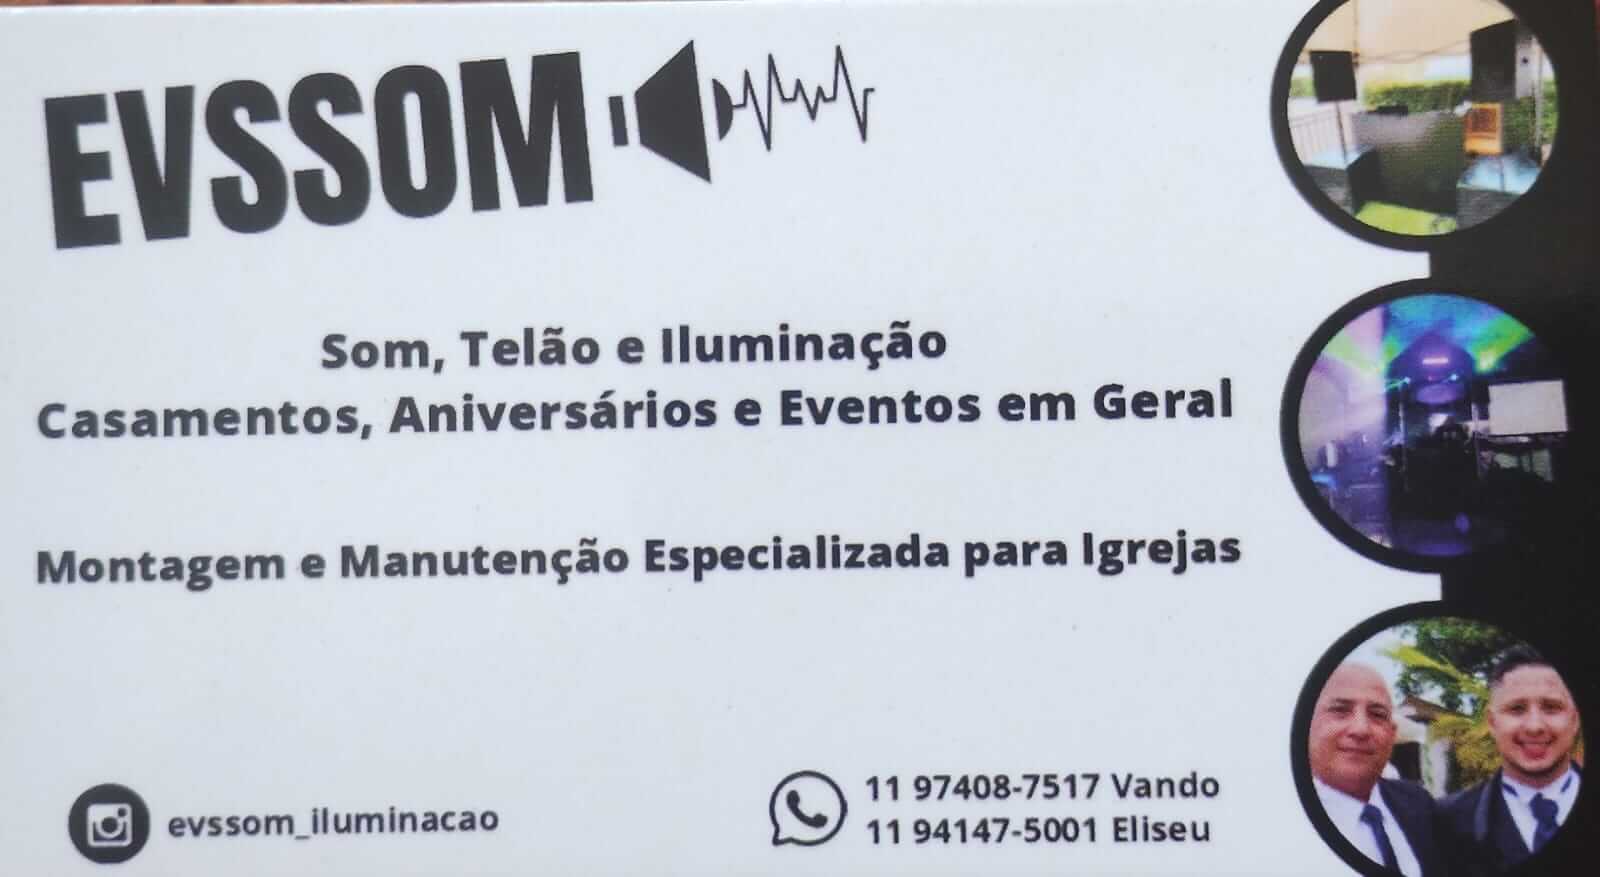 EVSSOM
Som, Telão e Iluminação
Casamentos, Aniversários e Eventos em Geral
Montagem e Manutenção Especializada para Igrejas
evssom_iluminacao
11 97408-7517 Vando
11 94147-5001 Eliseu